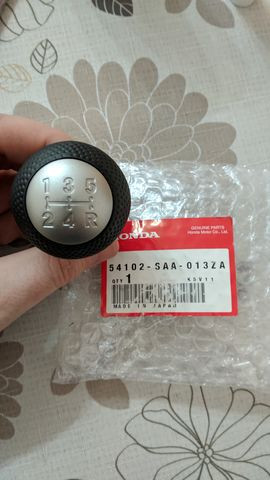 1 3 5
2 4 R
HONDA
GENUINE PARTS
Honda Motor Co., Ltd.
54102-SAA-013ZA
QTY 1
KSV11
MADE IN JAPAN